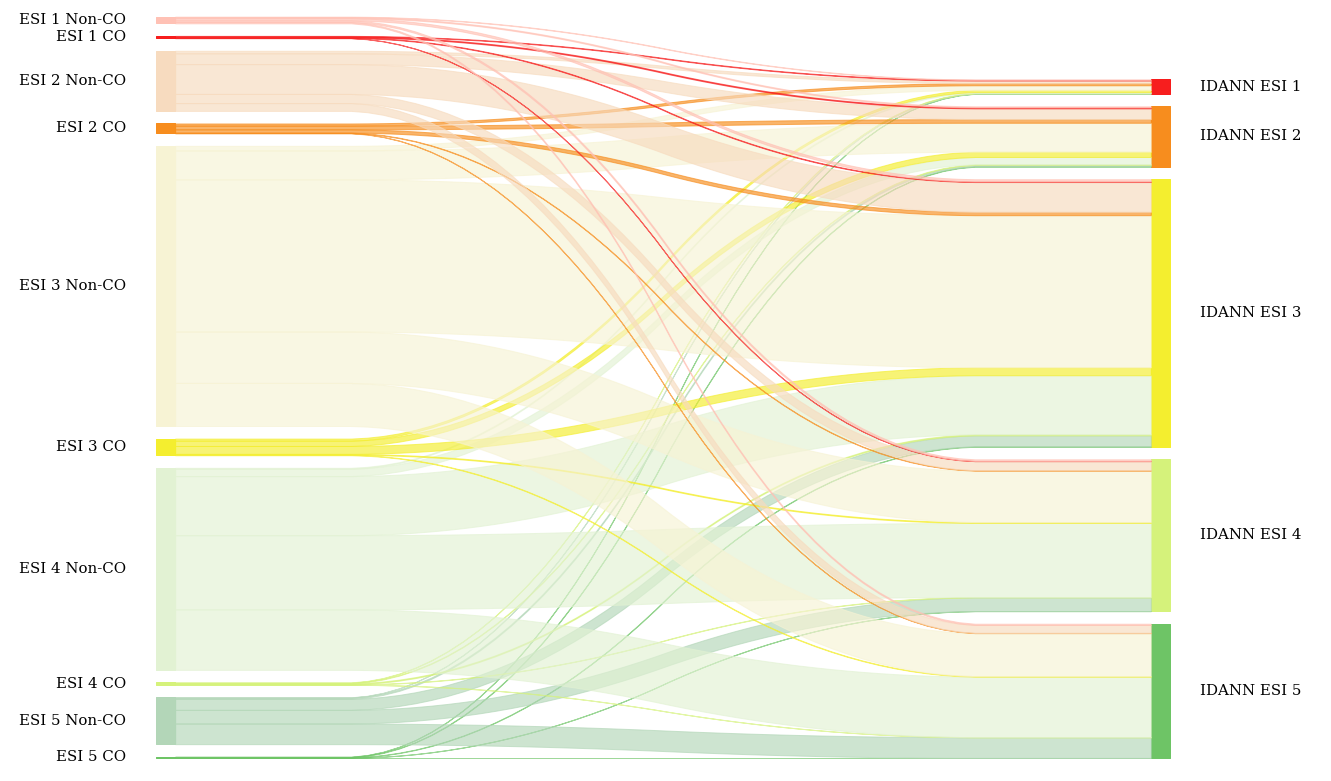 ESI 1 Non-CO
ESI 1 CO
ESI 2 Non-CO
ESI 2 CO
ESI 3 Non-CO
ESI 3 CO
ESI 4 Non-CO
ESI 4 CO
ESI 5 Non-CO
ESI 5 CO
IDANN ESI 1
IDANN ESI 2
IDANN ESI 3
IDANN ESI 4
IDANN ESI 5